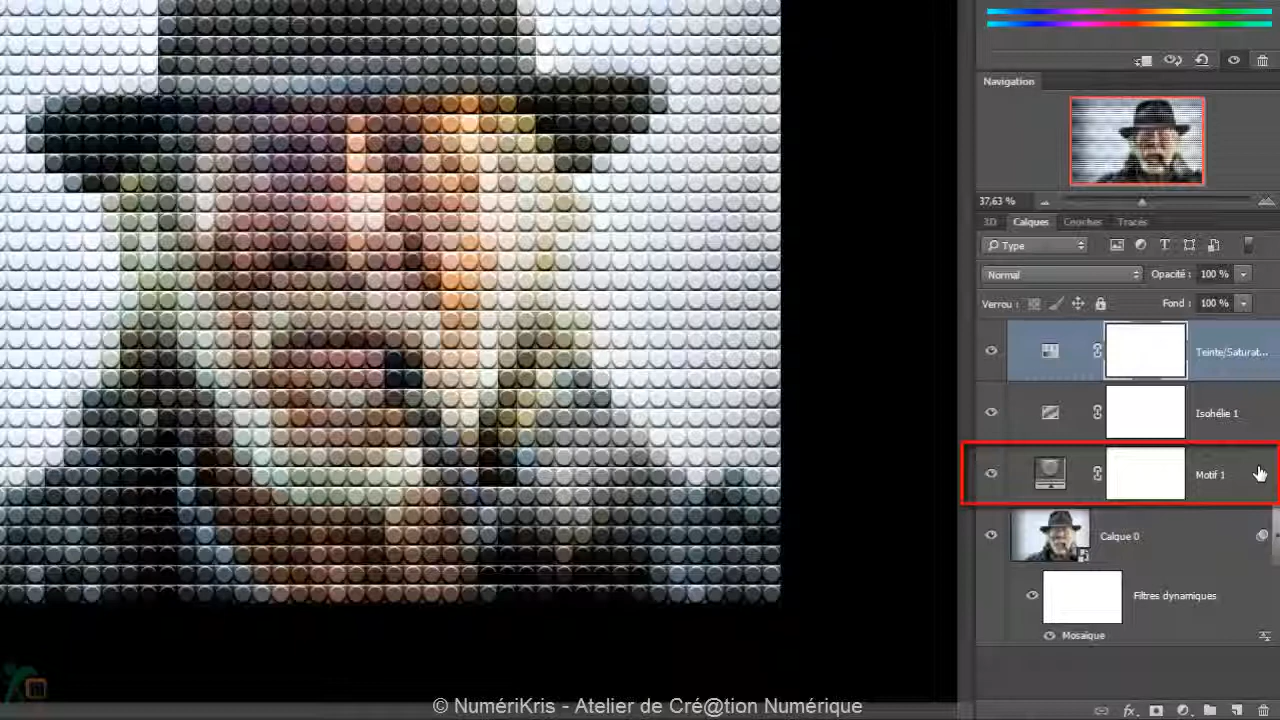 Navigation
37,63 %
3D Calques Couches Tracés
Type
Normal Opacité : 100 %
Verrou : Fond : 100 %
Teinte/Saturat...
Isohélie 1
Motif 1
Calque 0
Filtres dynamiques
Mosaïque
fx
© NumériKris - Atelier de Cré@tion Numérique